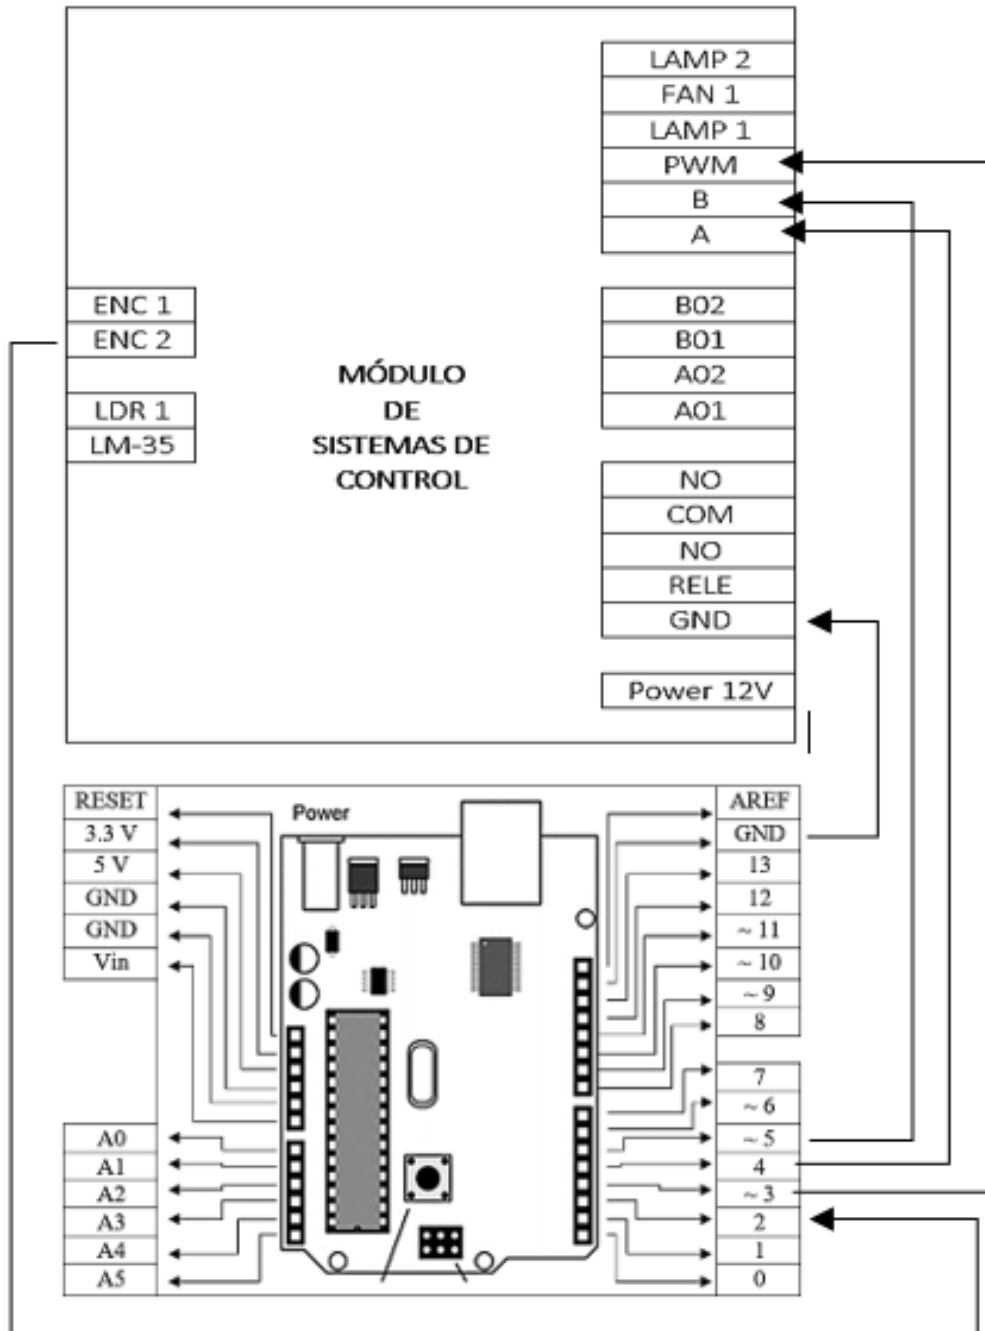 LAMP 2
FAN 1
LAMP 1
PWM
B
A
ENC 1
ENC 2
LDR 1
LM-35
MÓDULO
DE
SISTEMAS DE
CONTROL
B02
B01
A02
A01
NO
COM
NO
RELE
GND
Power 12V
RESET
3.3 V
5 V
GND
GND
Vin
A0
A1
A2
A3
A4
A5
Power
AREF
GND
13
12
~ 11
~ 10
~ 9
8
7
~ 6
~ 5
4
~ 3
2
1
0